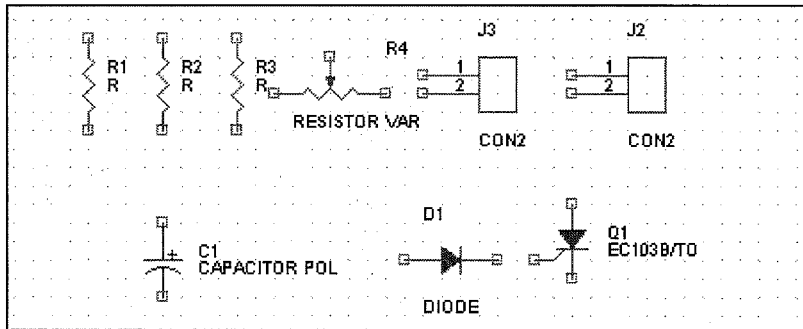 J3
J2
R4
R1
R
R2
R
R3
R
1
2
1
2
RESISTOR VAR
CON2
CON2
D1
C1
CAPACITOR POL
Q1
EC103B/TO
DIODE